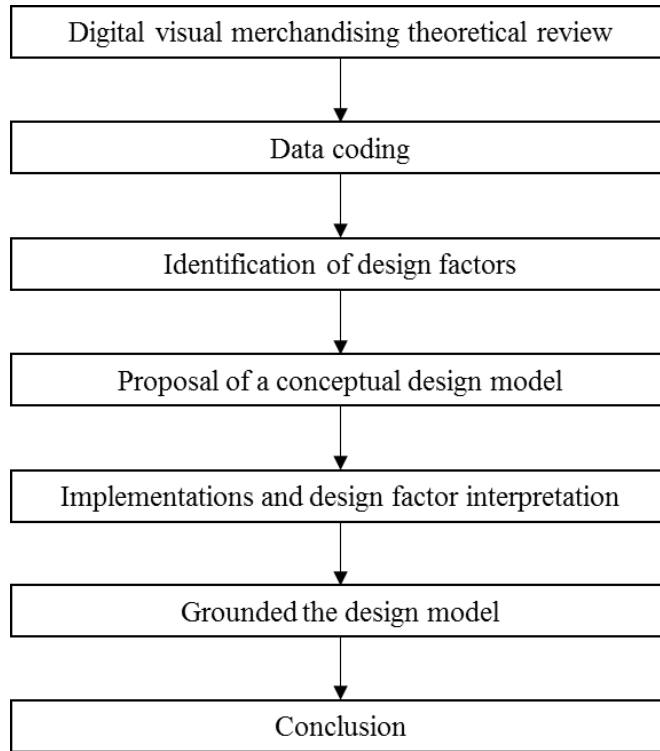 Digital visual merchandising theoretical review
Data coding
Identification of design factors
Proposal of a conceptual design model
Implementations and design factor interpretation
Grounded the design model
Conclusion